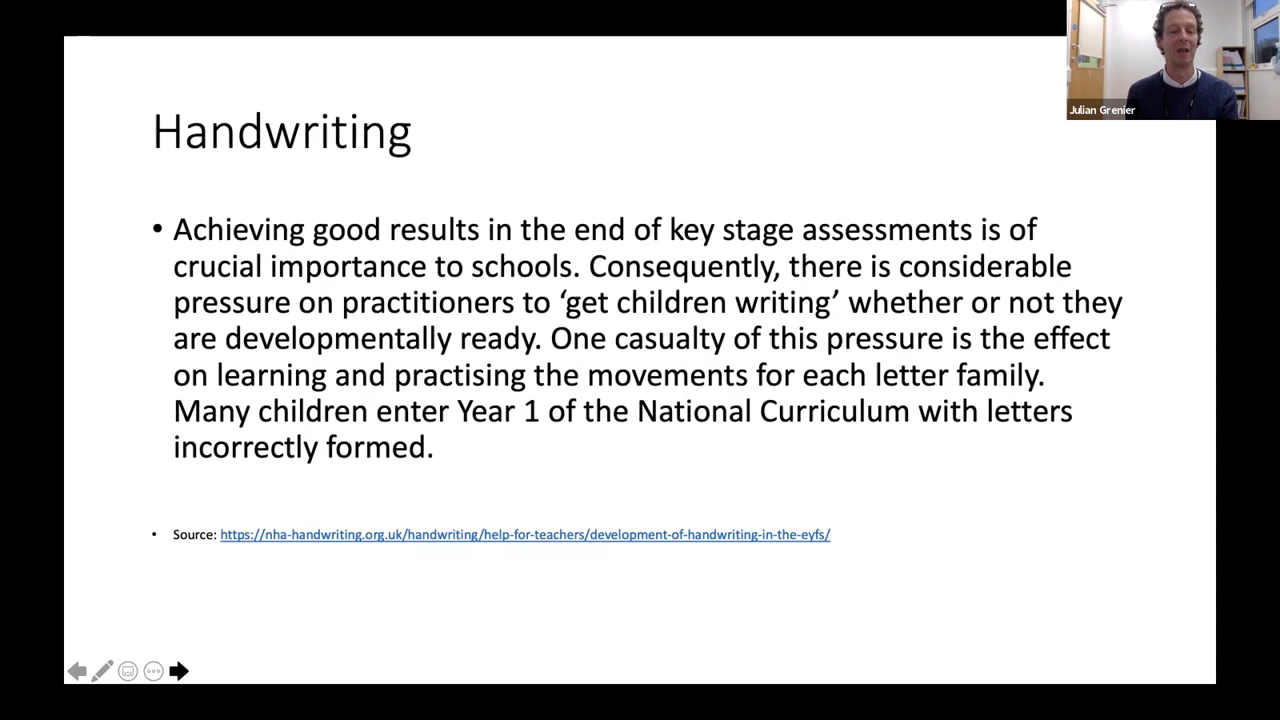 Julian Grenier
Handwriting
• Achieving good results in the end of key stage assessments is of
crucial importance to schools. Consequently, there is considerable
pressure on practitioners to ‘get children writing’ whether or not they
are developmentally ready. One casualty of this pressure is the effect
on learning and practising the movements for each letter family.
Many children enter Year 1 of the National Curriculum with letters
incorrectly formed.
• Source: https://nha-handwriting.org.uk/handwriting/help-for-teachers/development-of-handwriting-in-the-eyfs/